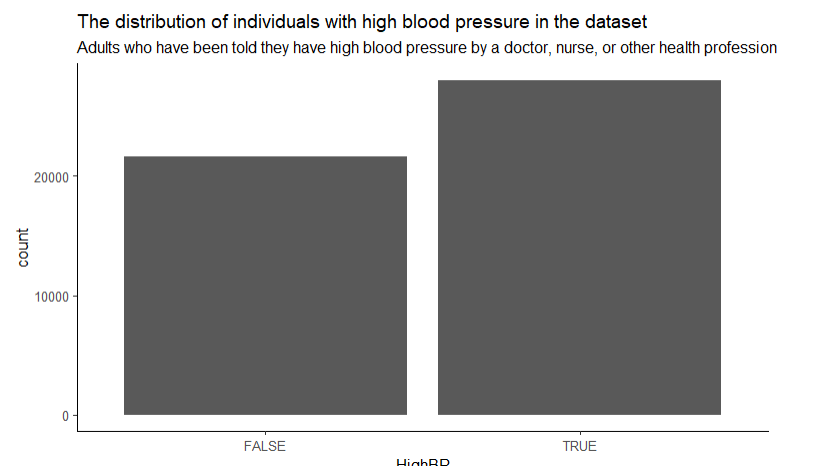 The distribution of individuals with high blood pressure in the dataset
Adults who have been told they have high blood pressure by a doctor, nurse, or other health profession
count
20000
10000
0
FALSE TRUE
HighBP